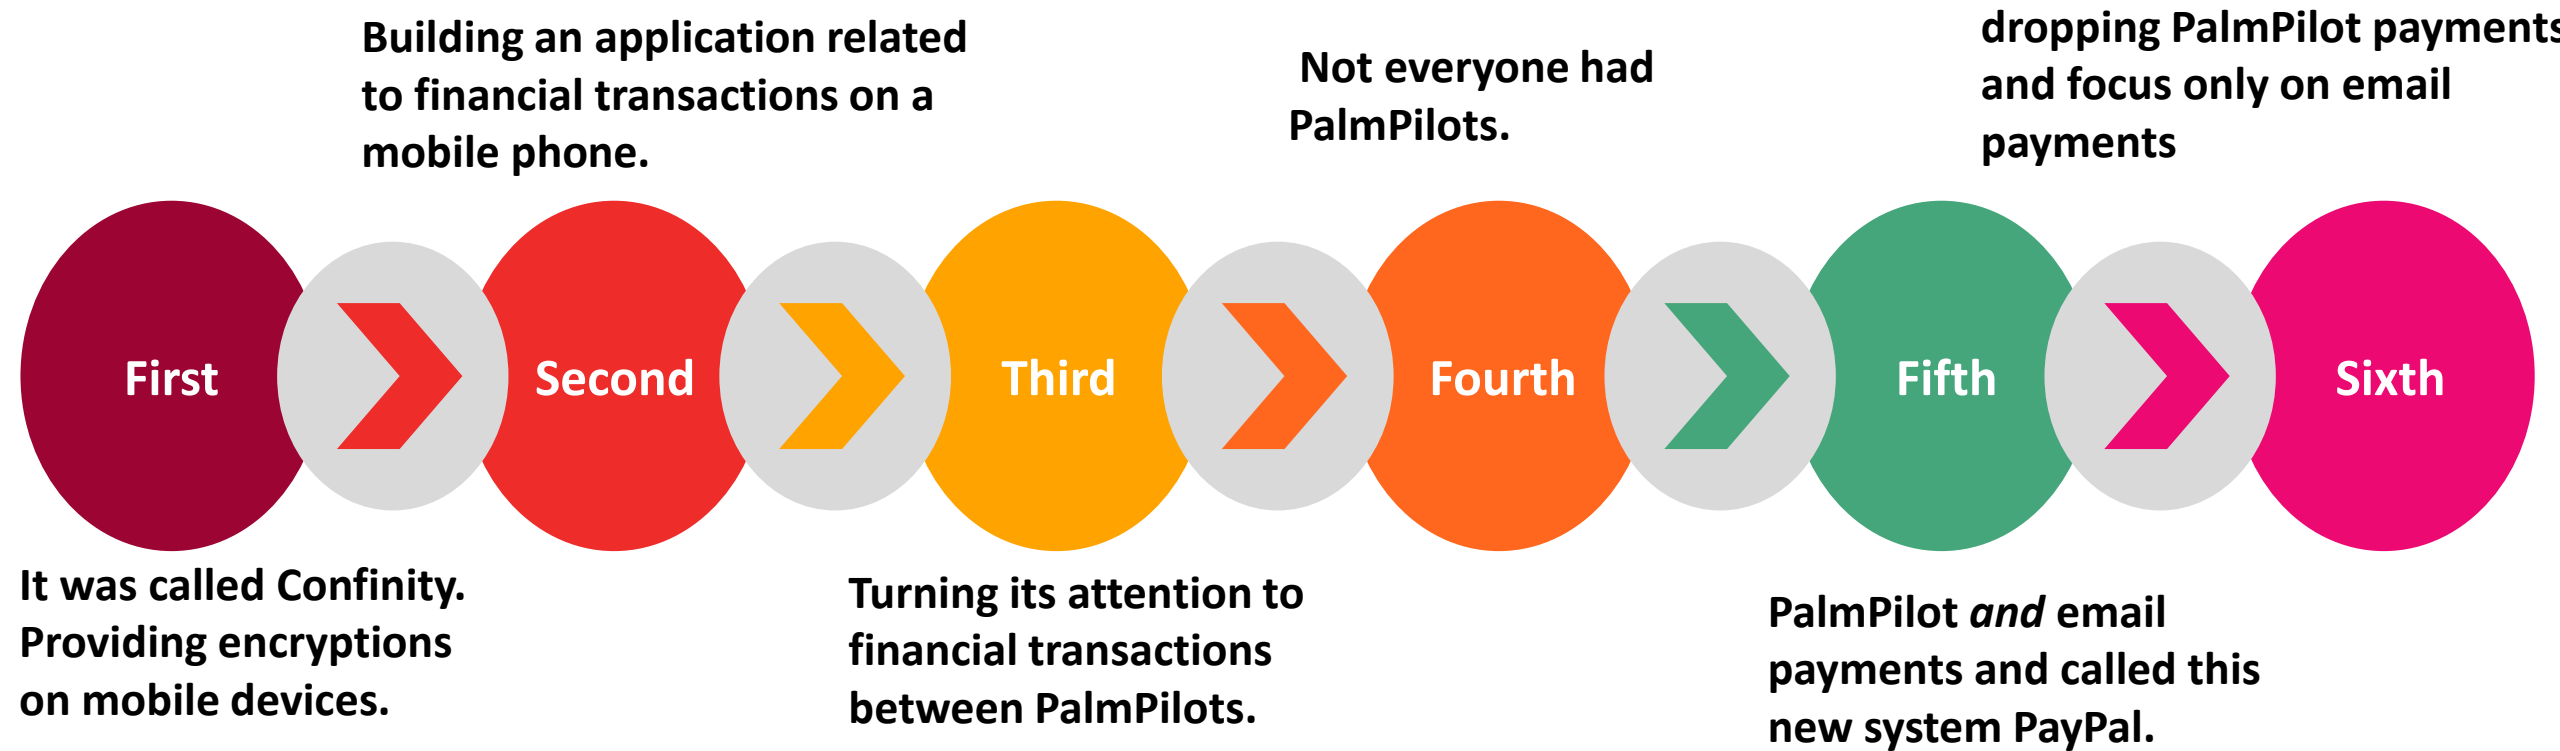 Building an application related
to financial transactions on a
mobile phone.
Not everyone had
PalmPilots.
dropping PalmPilot payments
and focus only on email
payments
First
Second
Third
Fourth
Fifth
Sixth
It was called Confinity.
Providing encryptions
on mobile devices.
Turning its attention to
financial transactions
between PalmPilots.
PalmPilot and email
payments and called this
new system PayPal.